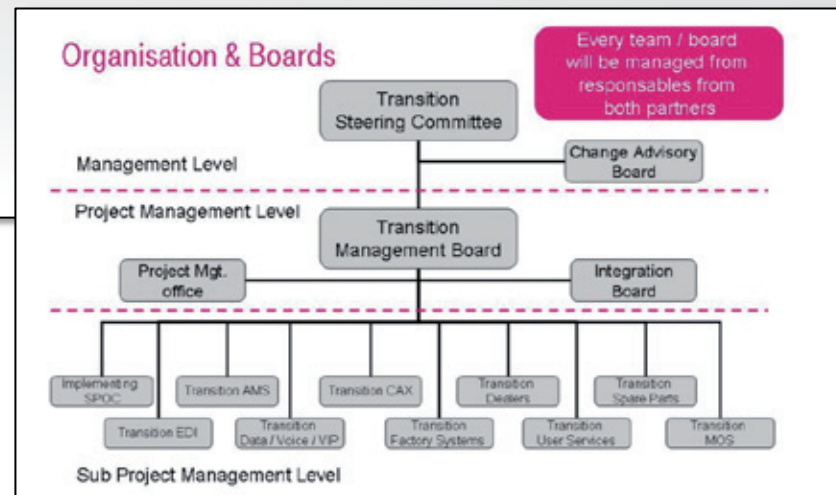 Organisation & Boards
Every team / board
will be managed from
responsables from
both partners
Transition
Steering Committee
Change Advisory
Board
Management Level
Project Management Level
Transition
Management Board
Project Mgt.
office
Integration
Board
Implementing
SPOC
Transition AMS
Transition CAX
Transition
Dealers
Transition
Spare Parts
Transition EDI
Transition
Data / Voice / VIP
Transition
Factory Systems
Transition
User Services
Transition
MOS
Sub Project Management Level